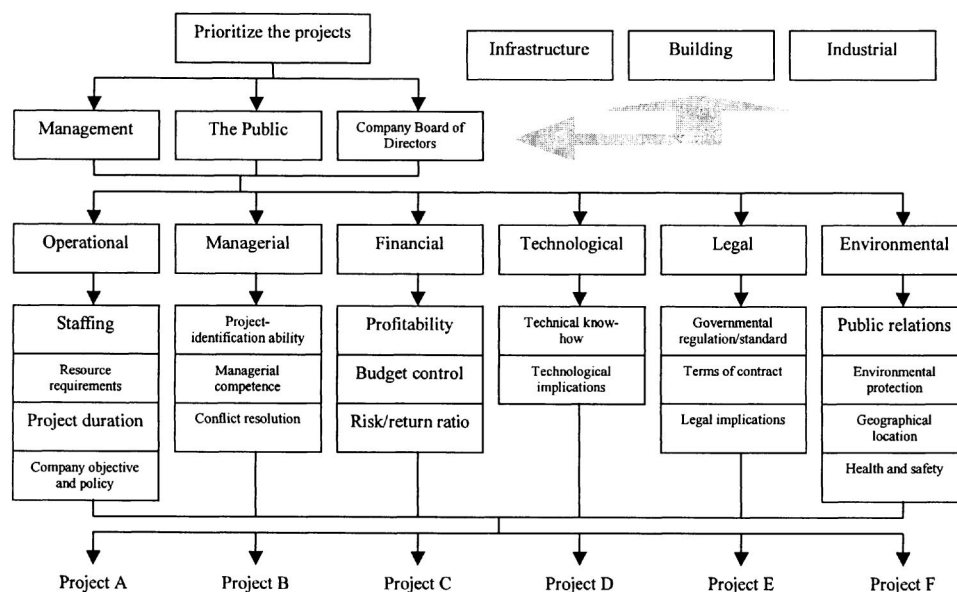 Prioritize the projects
Infrastructure
Building
Industrial
Management
The Public
Company Board of
Directors
Operational
Managerial
Financial
Technological
Legal
Environmental
Staffing
Resource
requirements
Project duration
Company objective
and policy
Project-
identification ability
Managerial
competence
Conflict resolution
Profitability
Budget control
Risk/return ratio
Technical know-
how
Technological
implications
Governmental
regulation/standard
Terms of contract
Legal implications
Public relations
Environmental
protection
Geographical
location
Health and safety
Project A
Project B
Project C
Project D
Project E
Project F